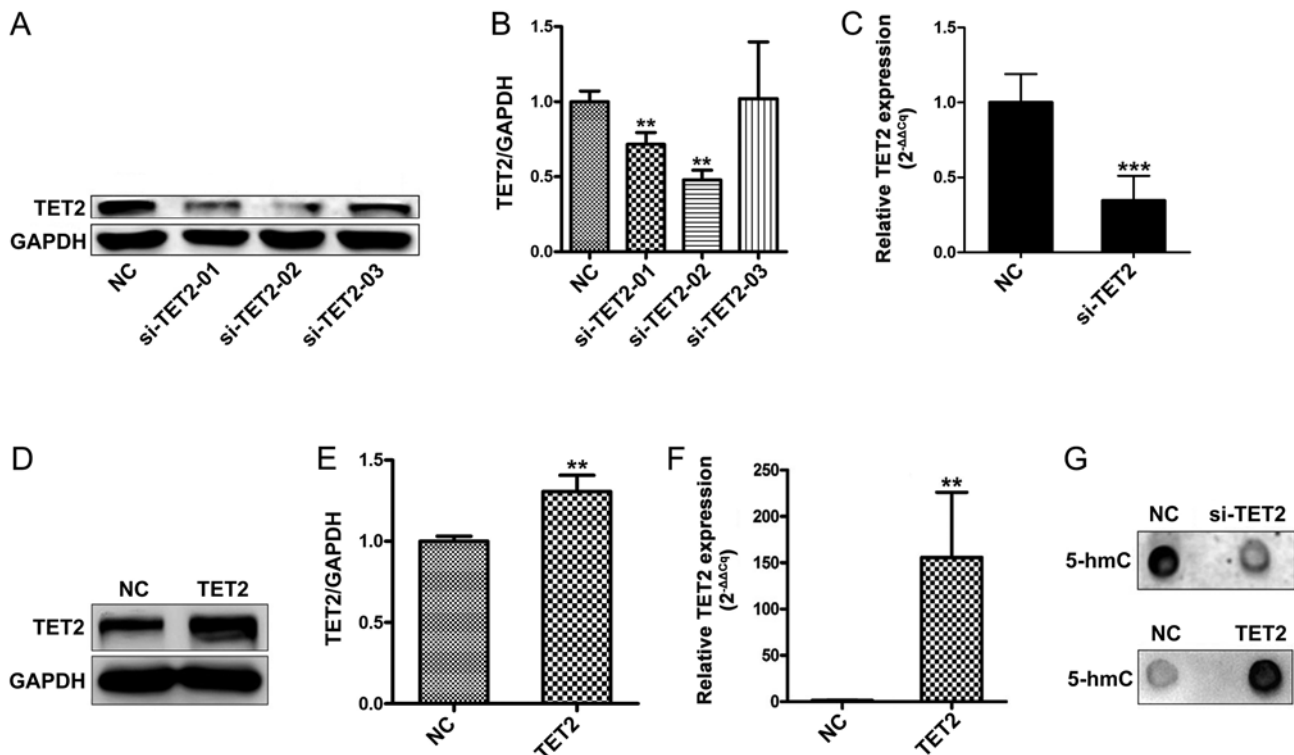 A
TET2
GAPDH
NC
si-TET2-01
si-TET2-02
si-TET2-03
B
TET2/GAPDH
1.5
1.0
0.5
0.0
**
**
NC
si-TET2-01
si-TET2-02
si-TET2-03
C
Relative TET2 expression
(2-ΔΔCq)
1.5
1.0
0.5
0.0
***
NC
si-TET2
D
NC TET2
TET2
GAPDH
E
TET2/GAPDH
1.5
1.0
0.5
0.0
**
NC
TET2
F
Relative TET2 expression
(2-ΔΔCq)
250
200
150
100
50
0
**
NC
TET2
G
NC si-TET2
5-hmC
NC TET2
5-hmC